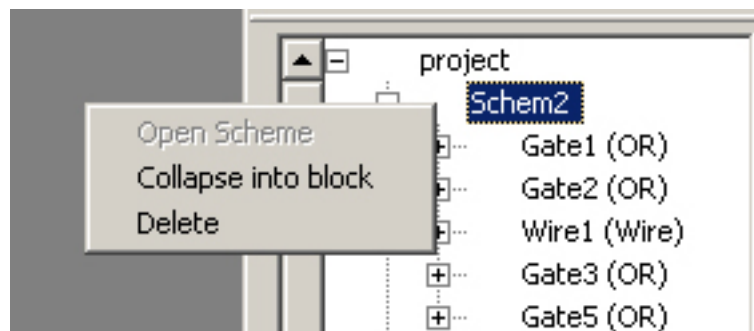 project
Schem2
Open Scheme
Collapse into block
Delete
Gate1 (OR)
Gate2 (OR)
Wire1 (Wire)
Gate3 (OR)
Gate5 (OR)